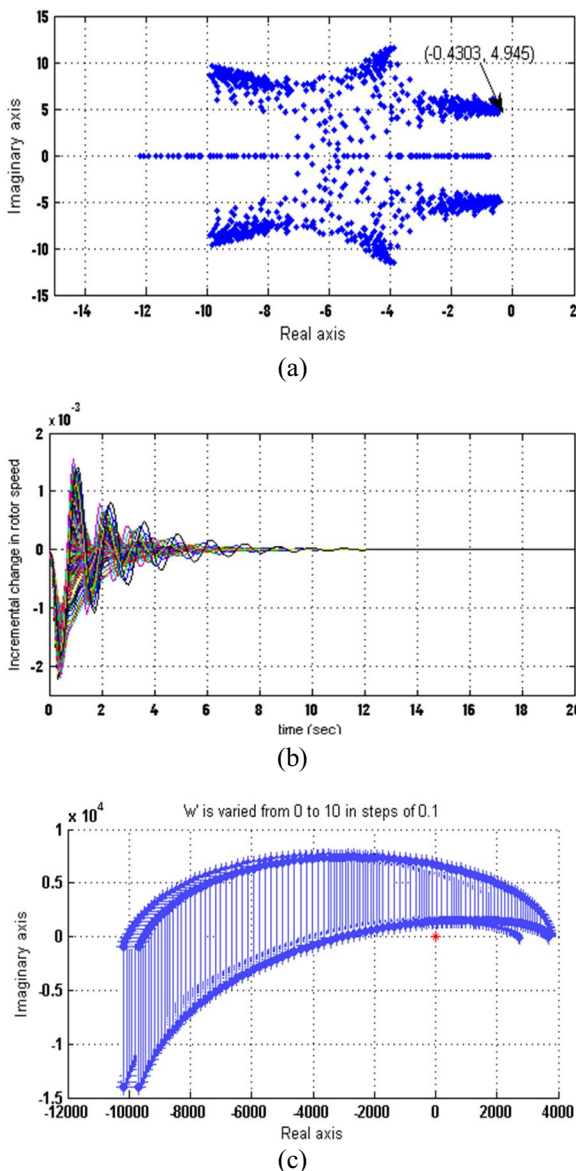 15
10
5
0
-5
-10
15
(-0.4303, 4.945)
Imaginary axis
-14 -12 -10 -8 -6 -4 -2 0 2
Real axis
(a)
x 10 -3
2
1
0
-1
-2
Incremental change in rotor speed
0 2 4 6 8 10 12 14 16 18 20
time (sec)
(b)
'w' is varied from 0 to 10 in steps of 0.1
x 10 4
1
0.5
0
-0.5
-1
-1.5
Imaginary axis
-12000 -10000 -8000 -6000 -4000 -2000 0 2000 4000
Real axis
(c)